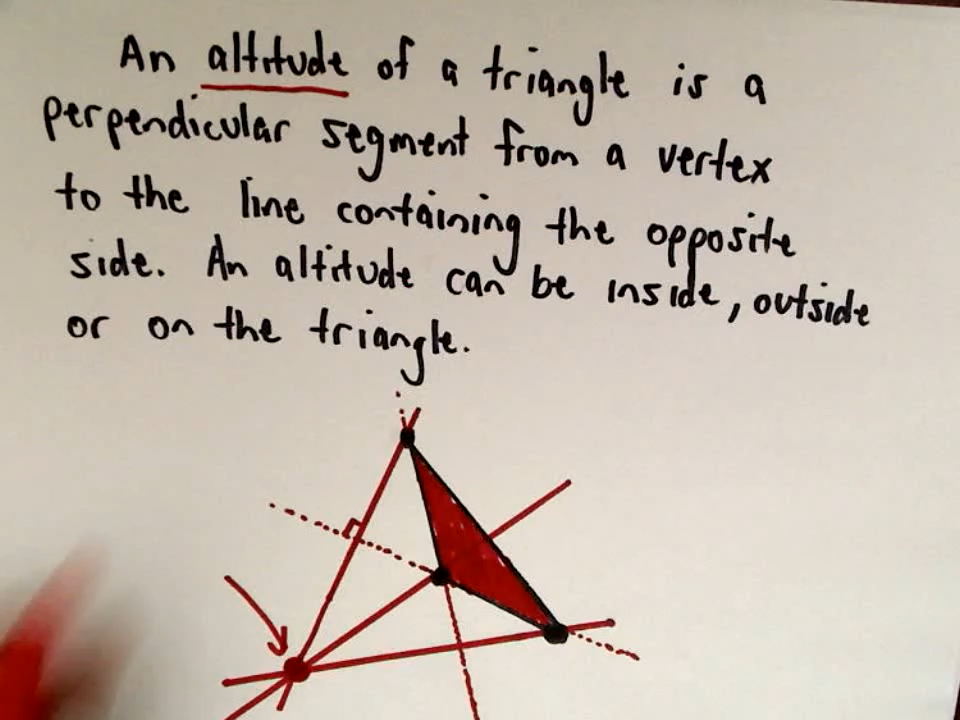 An altitude of a triangle is a
perpendicular segment from a vertex
to the line containing the opposite
side. An altitude can be inside, outside
or on the triangle.